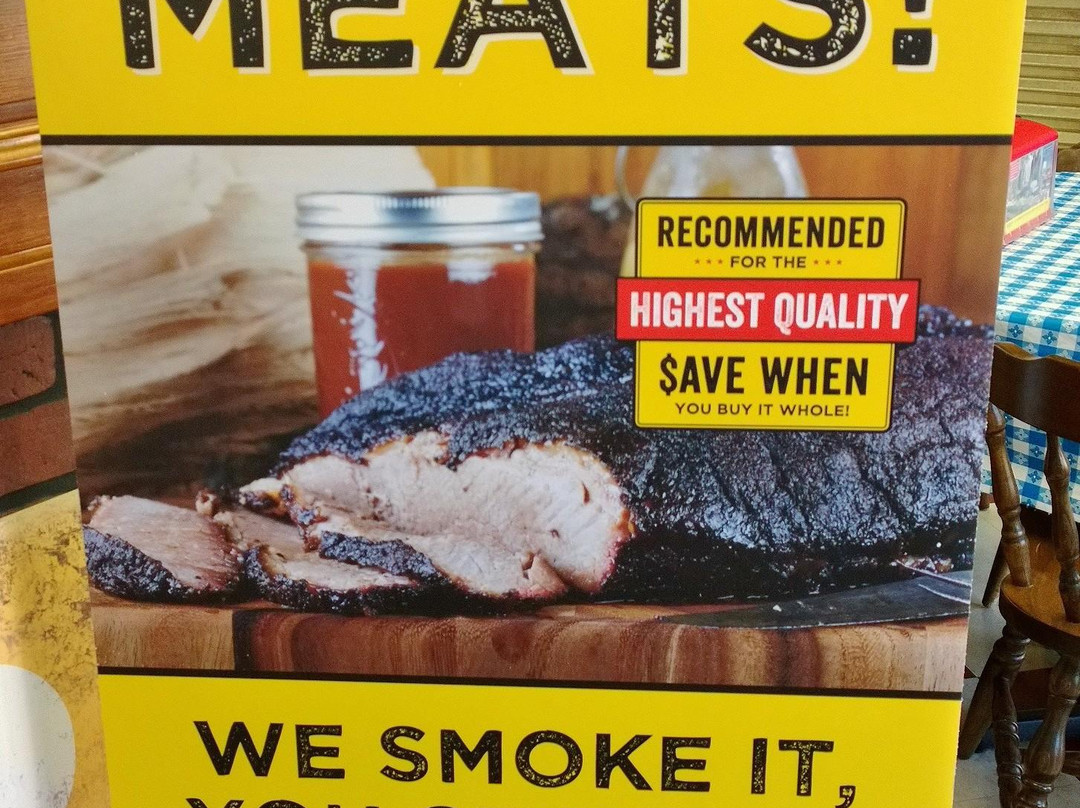 MEATS!
RECOMMENDED
FOR THE
HIGHEST QUALITY
$AVE WHEN
YOU BUY IT WHOLE!
WE SMOKE IT,